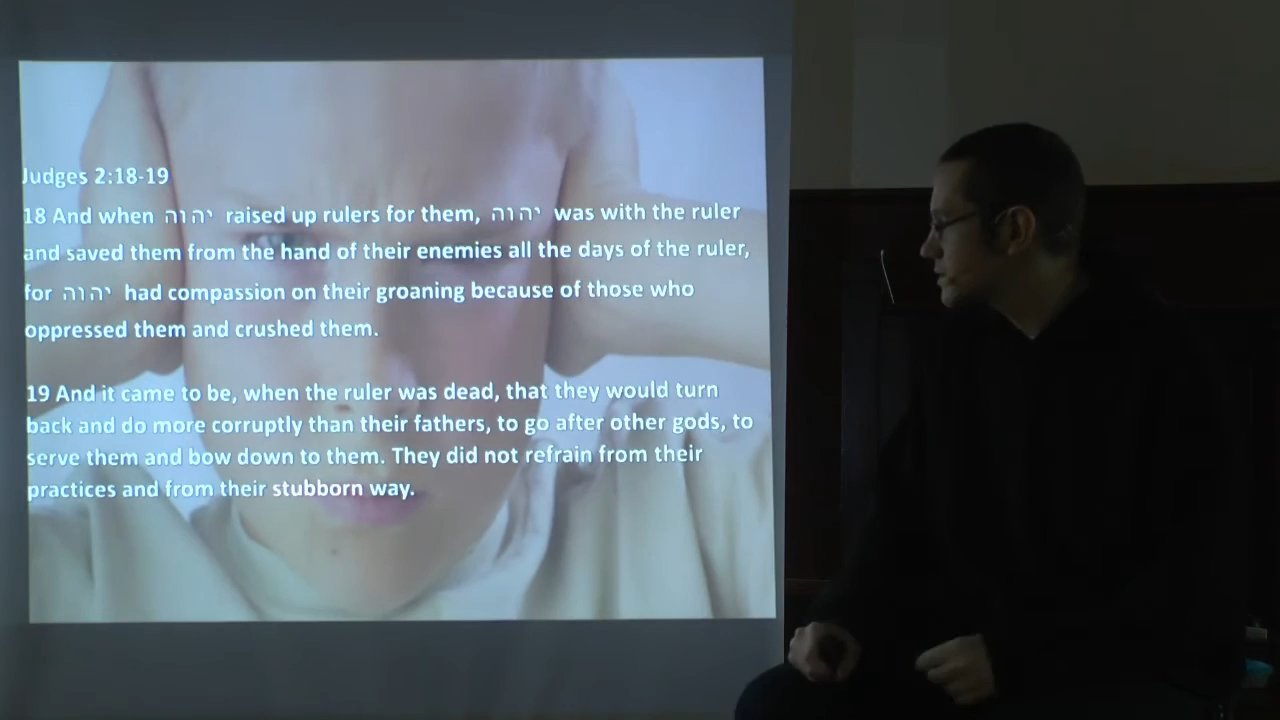 Judges 2:18-19
18 And when יהוה raised up rulers for them, יהוה was with the ruler
and saved them from the hand of their enemies all the days of the ruler,
for יהוה had compassion on their groaning because of those who
oppressed them and crushed them.
19 And it came to be, when the ruler was dead, that they would turn
back and do more corruptly than their fathers, to go after other gods, to
serve them and bow down to them. They did not refrain from their
practices and from their stubborn way.